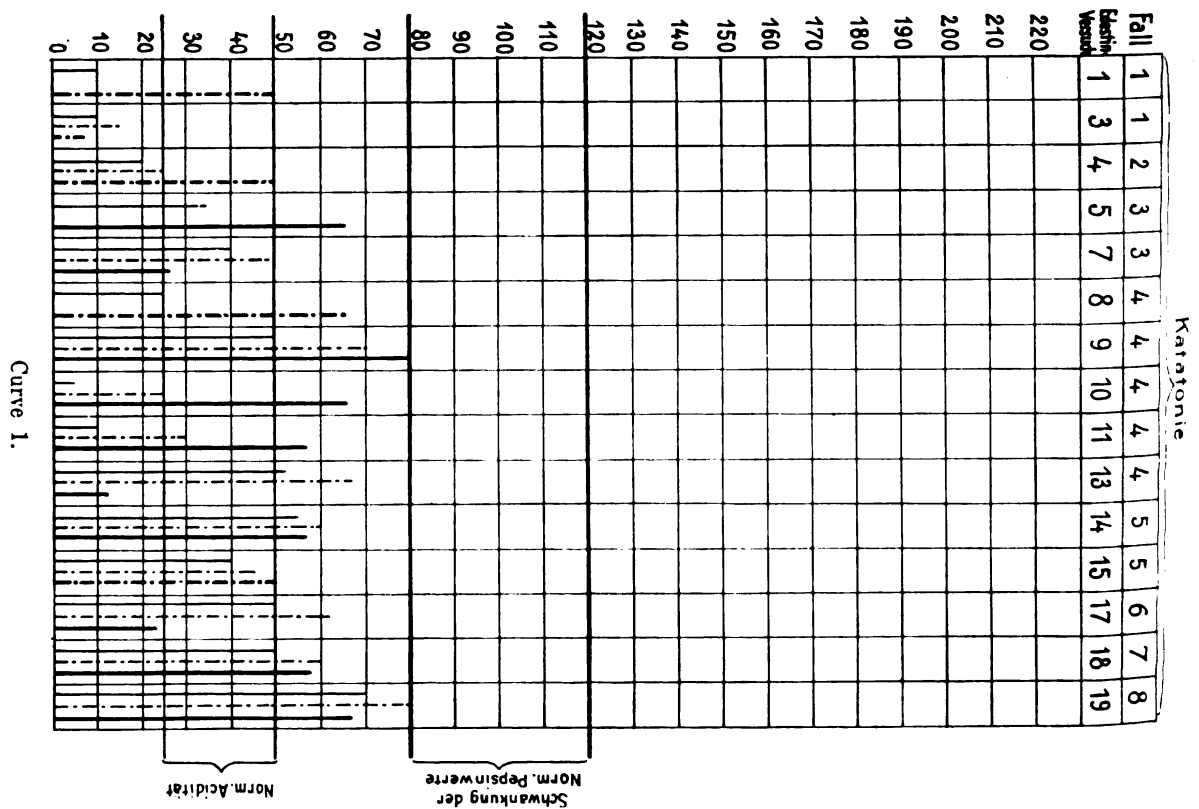 Katatonie
Fall 1 1 2 3 3 4 4 4 4 4 5 5 6 7 8
Edestin
Versuch 1 3 4 5 7 8 9 10 11 13 14 15 17 18 19
220
210
200
190
180
170
160
150
140
130
120
110
100
90
80
70
60
50
40
30
20
10
0
Schwankung der
Norm. Pepsinwerte
Norm. Acidität
Curve 1.